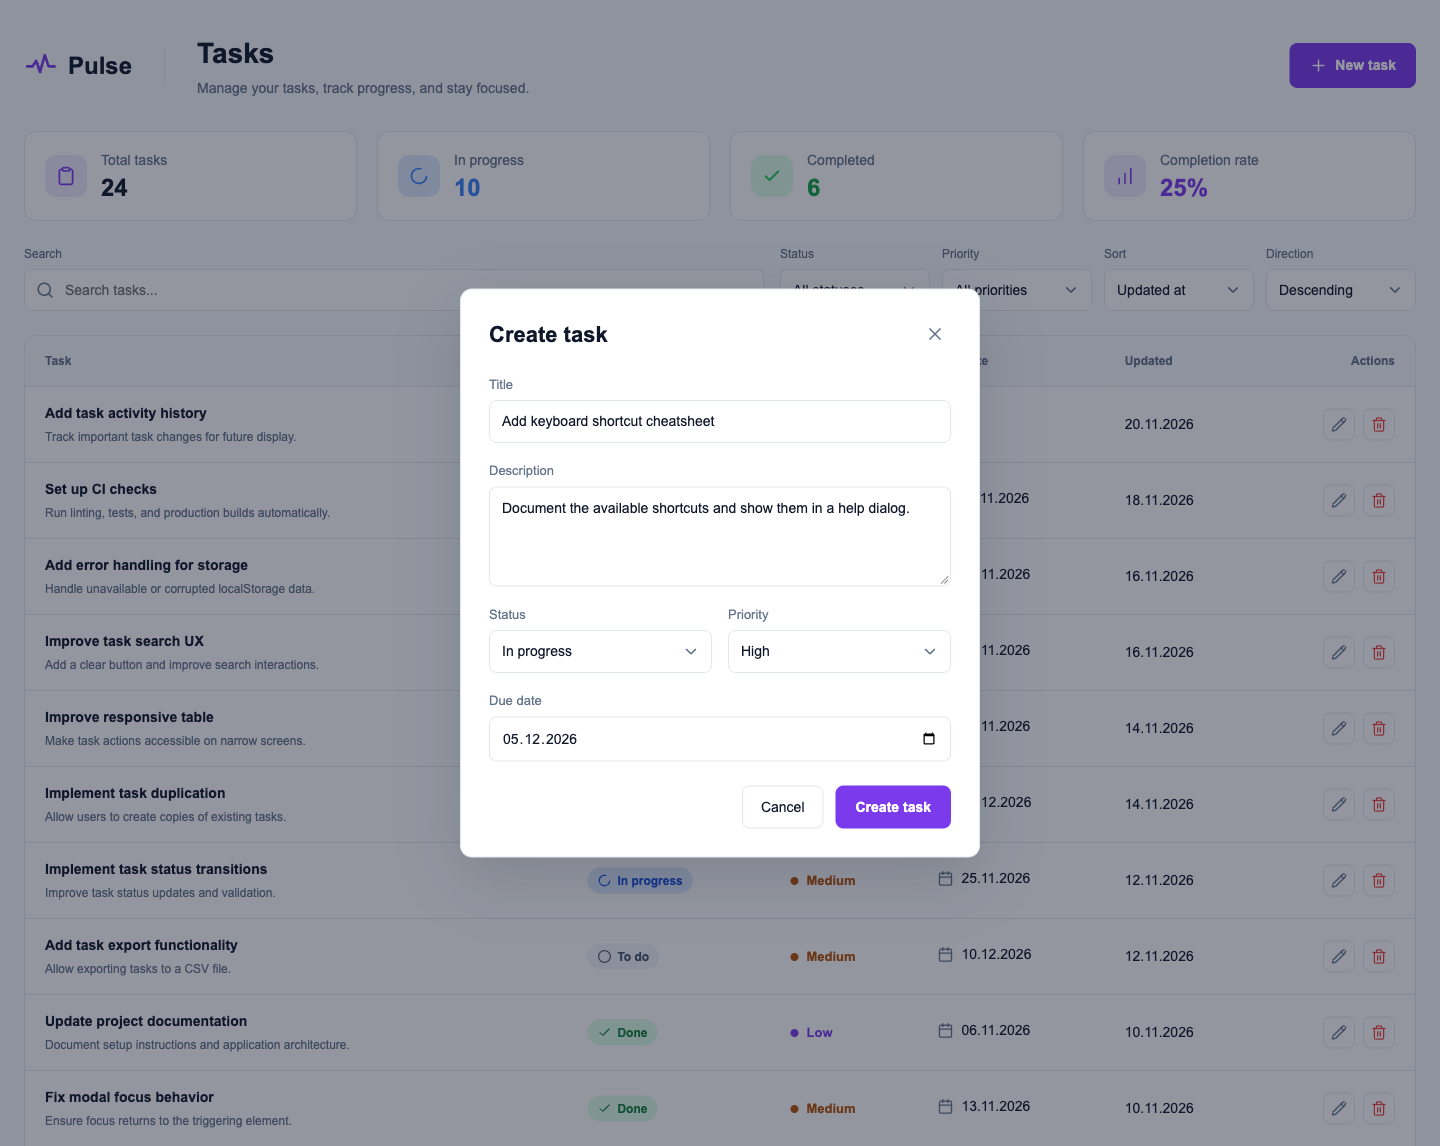 Pulse
Tasks
Manage your tasks, track progress, and stay focused.
New task
Total tasks
24
In progress
10
Completed
6
Completion rate
25%
Search
Status
Priority
Sort
Direction
Search tasks...
priorities
Updated at
Descending
Task
Updated
Actions
Add task activity history
Track important task changes for future display.
20.11.2026
Set up CI checks
Run linting, tests, and production builds automatically.
11.2026
18.11.2026
Add error handling for storage
Handle unavailable or corrupted localStorage data.
11.2026
16.11.2026
Improve task search UX
Add a clear button and improve search interactions.
11.2026
16.11.2026
Improve responsive table
Make task actions accessible on narrow screens.
11.2026
14.11.2026
Implement task duplication
Allow users to create copies of existing tasks.
12.2026
14.11.2026
Implement task status transitions
Improve task status updates and validation.
In progress
Medium
25.11.2026
12.11.2026
Add task export functionality
Allow exporting tasks to a CSV file.
To do
Medium
10.12.2026
12.11.2026
Update project documentation
Document setup instructions and application architecture.
Done
Low
06.11.2026
10.11.2026
Fix modal focus behavior
Ensure focus returns to the triggering element.
Done
Medium
13.11.2026
10.11.2026
Create task
Title
Add keyboard shortcut cheatsheet
Description
Document the available shortcuts and show them in a help dialog.
Status
Priority
In progress
High
Due date
05.12.2026
Cancel
Create task